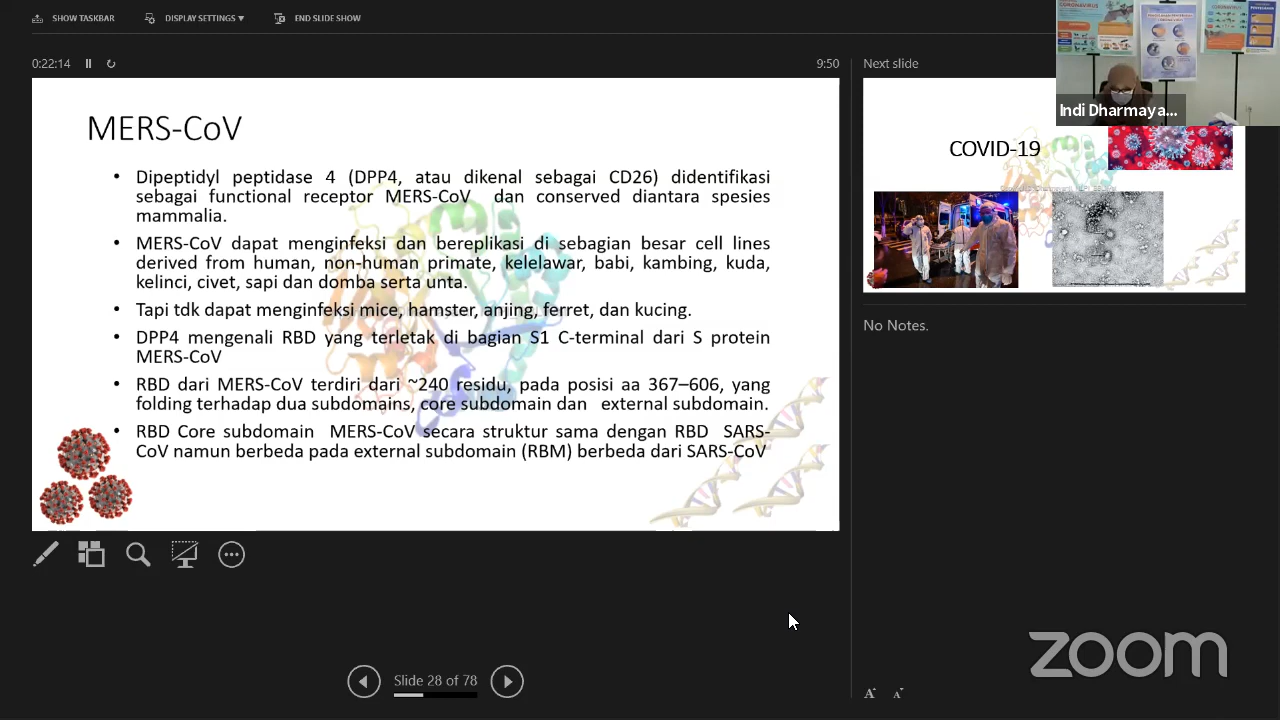 SHOW TASKBAR
DISPLAY SETTINGS ▼
END SLIDE SHOW
0:22:14
9:50
MERS-CoV
• Dipeptidyl peptidase 4 (DPP4, atau dikenal sebagai CD26) didentifikasi
sebagai functional receptor MERS-CoV dan conserved diantara spesies
mammalia.
• MERS-CoV dapat menginfeksi dan bereplikasi di sebagian besar cell lines
derived from human, non-human primate, kelelawar, babi, kambing, kuda,
kelinci, civet, sapi dan domba serta unta.
• Tapi tdk dapat menginfeksi mice, hamster, anjing, ferret, dan kucing.
• DPP4 mengenali RBD yang terletak di bagian S1 C-terminal dari S protein
MERS-CoV
• RBD dari MERS-CoV terdiri dari ~240 residu, pada posisi aa 367–606, yang
folding terhadap dua subdomains, core subdomain dan external subdomain.
• RBD Core subdomain MERS-CoV secara struktur sama dengan RBD SARS-
CoV namun berbeda pada external subdomain (RBM) berbeda dari SARS-CoV
Slide 28 of 78
Next slide
COVID-19
No Notes.
Indi Dharmaya...
CORONAVIRUS
zoom